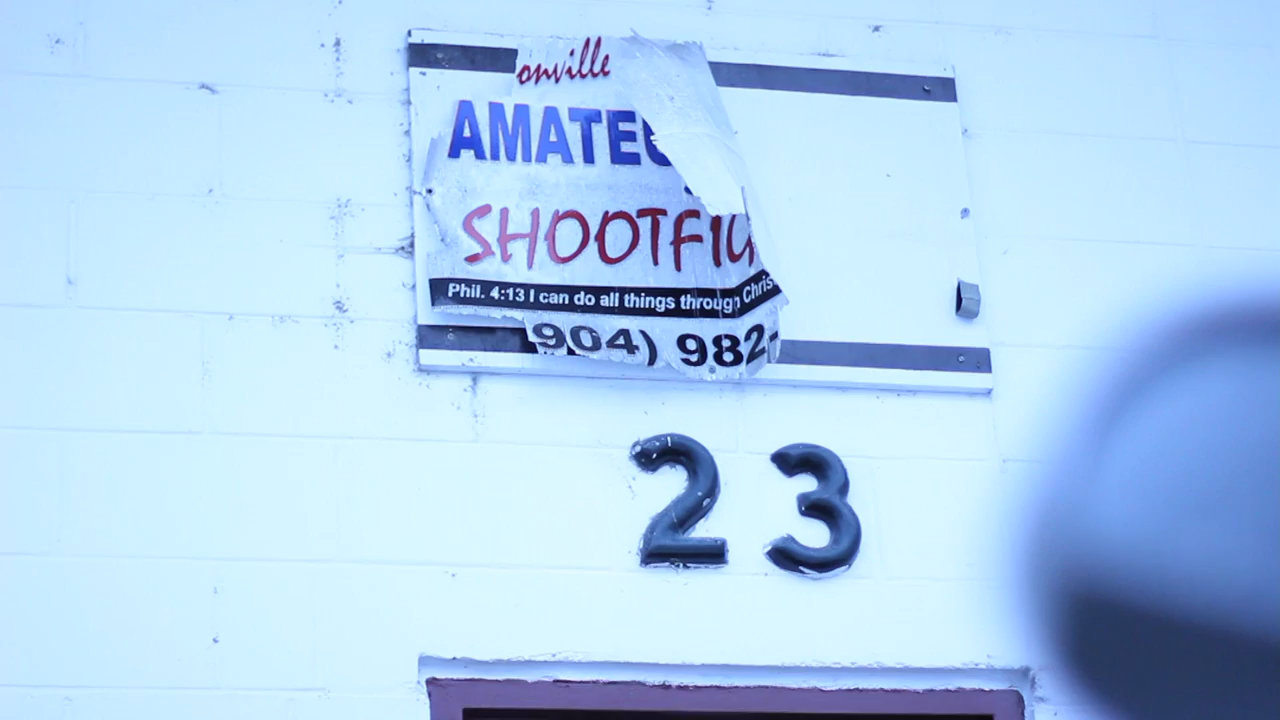 onville
AMATEU
SHOOTFIG
Phil. 4:13 I can do all things through Chris
904) 982-
23